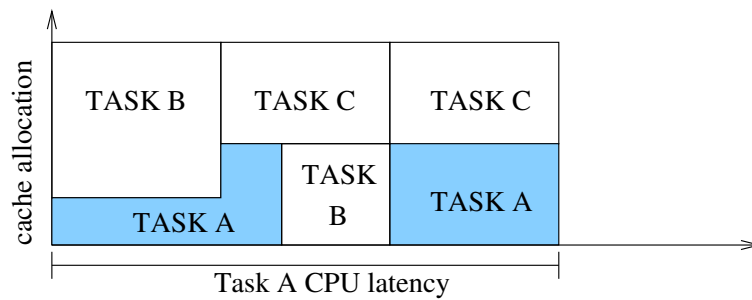 cache allocation
TASK B
TASK C
TASK C
TASK A
TASK
B
TASK A
Task A CPU latency